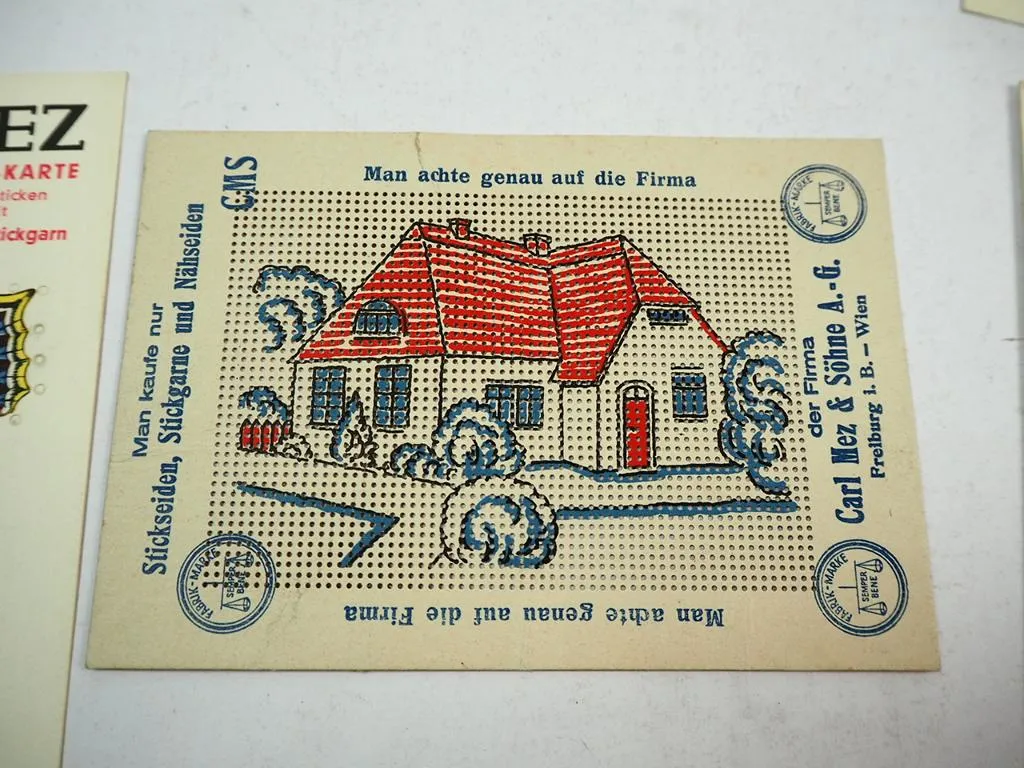 EZ
KARTE
ticken
t
ickgarn
Man achte genau auf die Firma
CMS
Man kaufe nur
Stickseiden, Stickgarne und Nähseiden
FABRIK-MARKE
SEMPER
BENE
der Firma
Carl Mez & Söhne A.-G.
Freiburg i. B. – Wien
FABRIK-MARKE
SEMPER
BENE
FABRIK-MARKE
SEMPER
BENE
Man achte genau auf die Firma